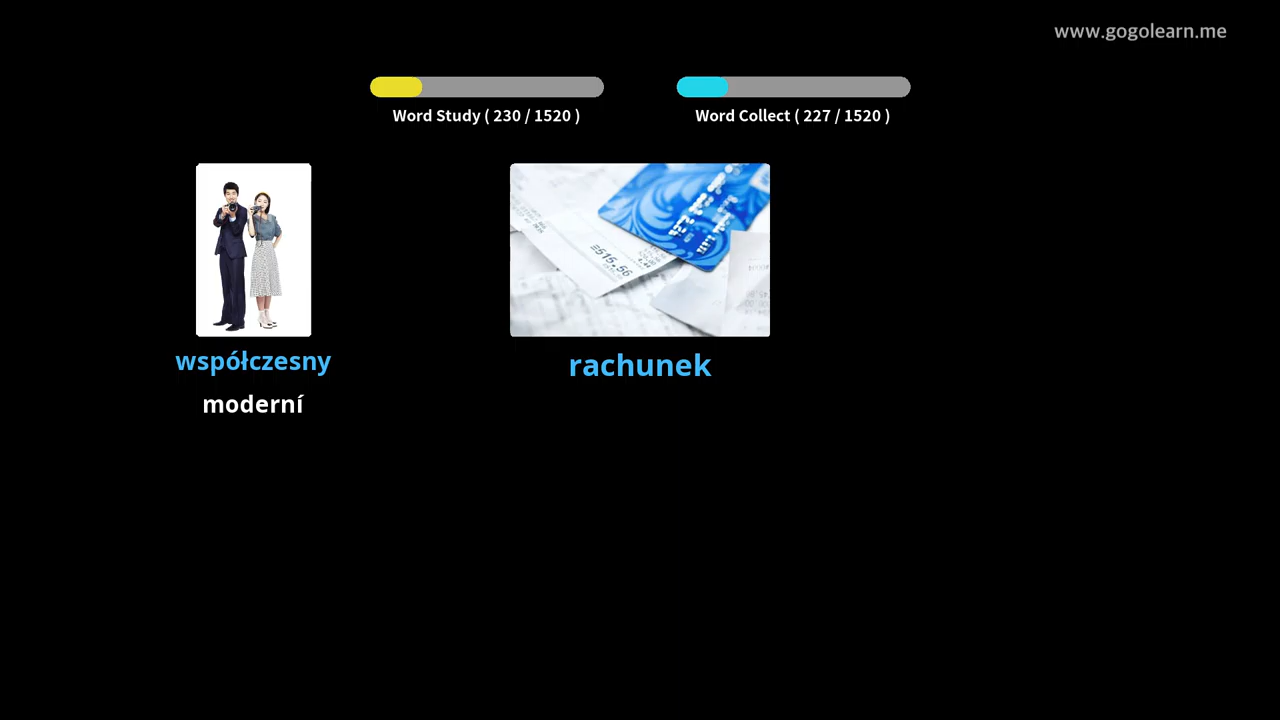 www.gogolearn.me
Word Study ( 230 / 1520 )
Word Collect ( 227 / 1520 )
współczesny
moderní
rachunek